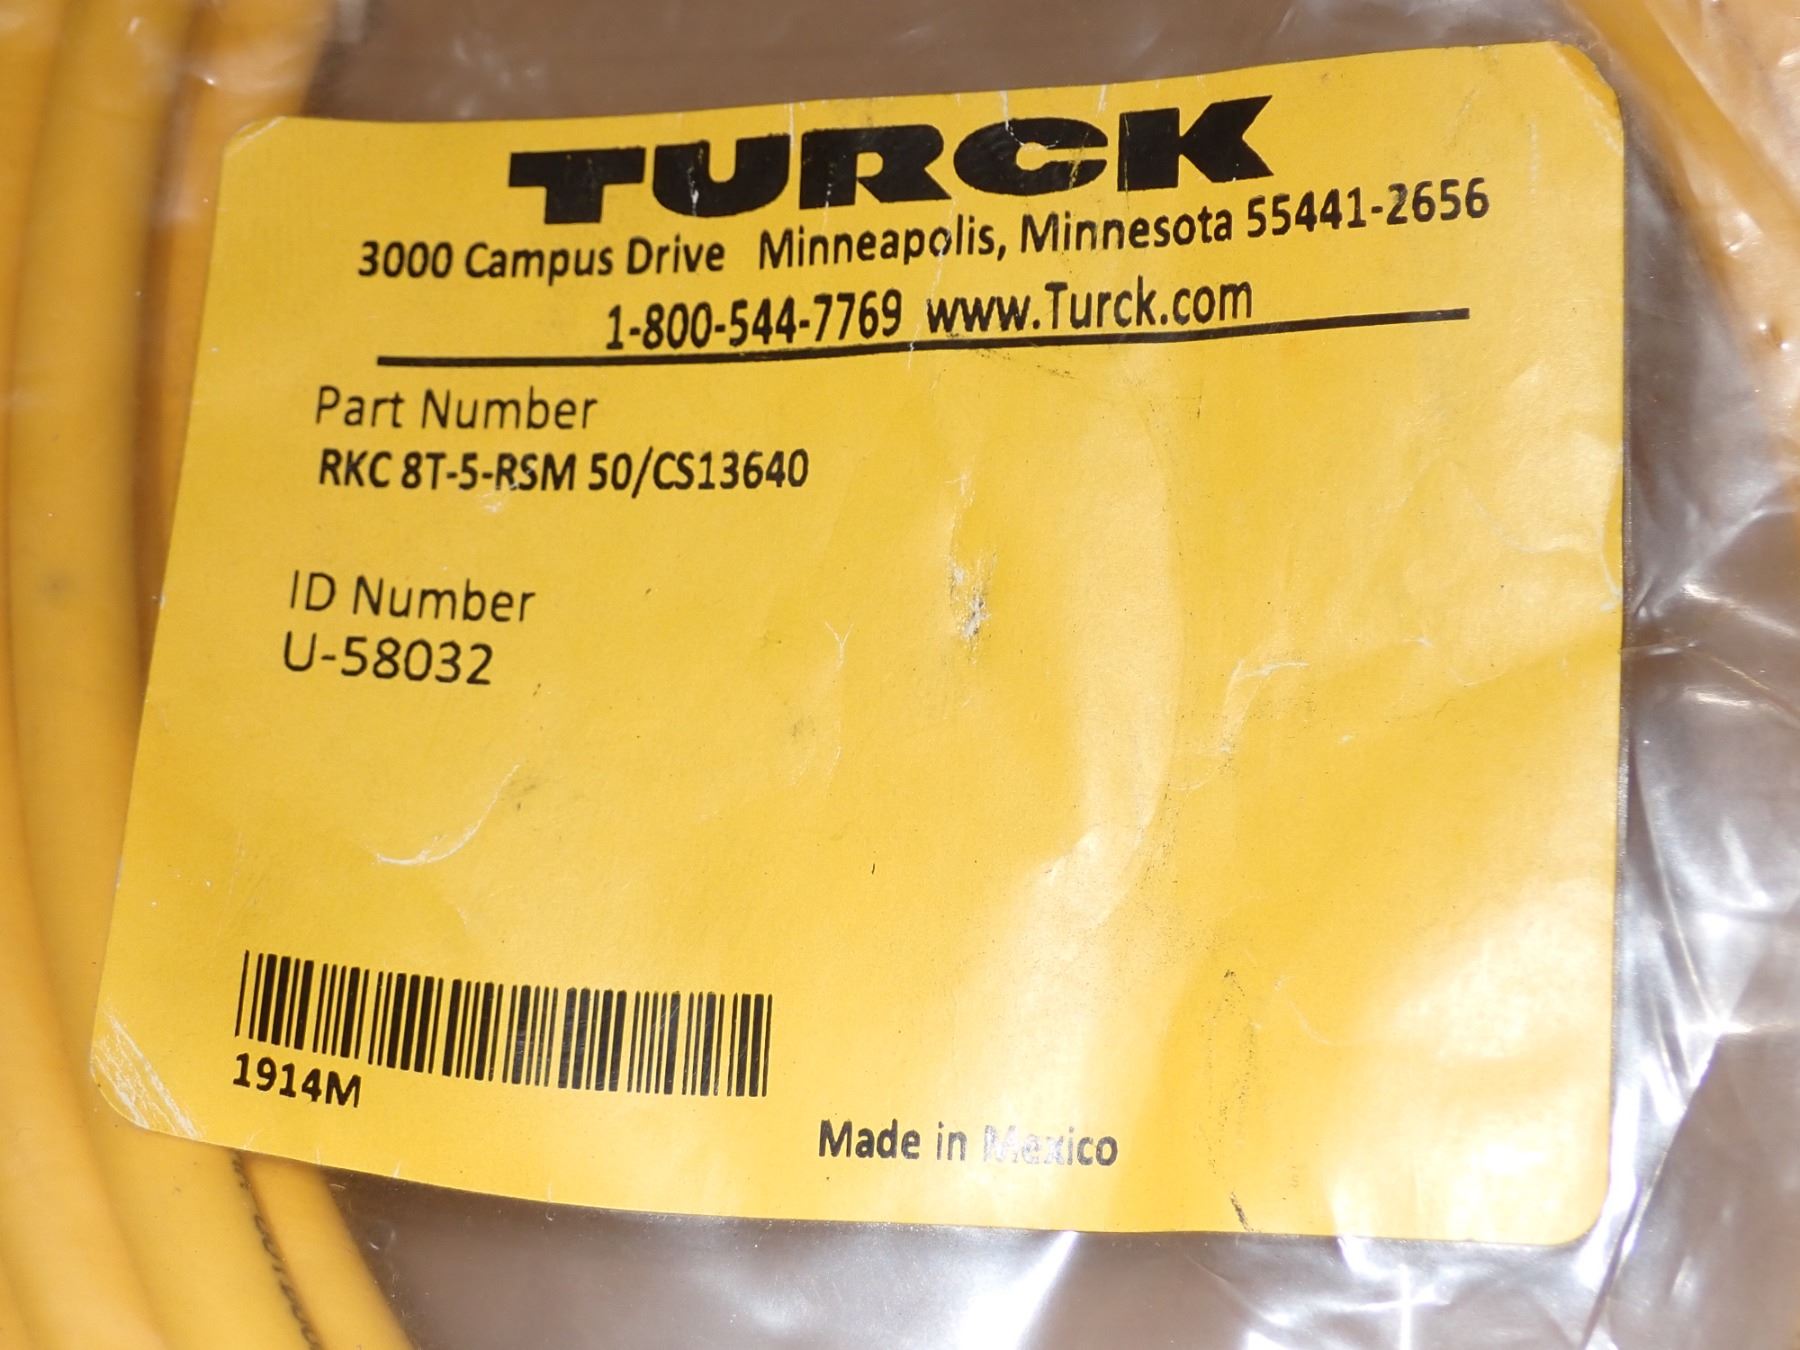 TURCK
3000 Campus Drive Minneapolis, Minnesota 55441-2656
1-800-544-7769 www.Turck.com
Part Number
RKC 8T-5-RSM 50/CS13640
ID Number
U-58032
1914M
Made in Mexico